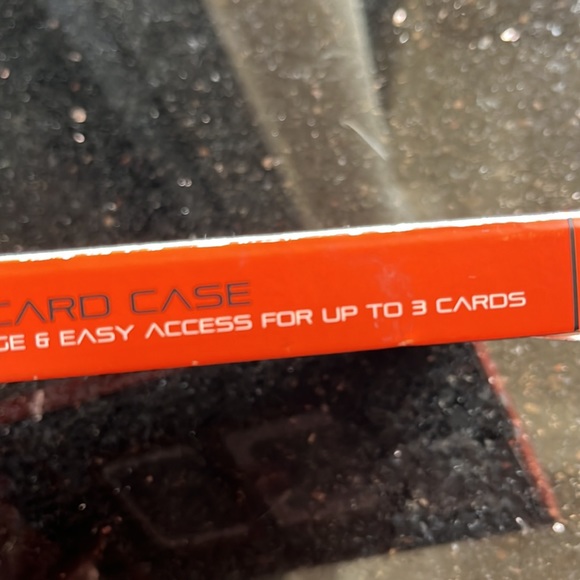 CARD CASE
GE & EASY ACCESS FOR UP TO 3 CARDS